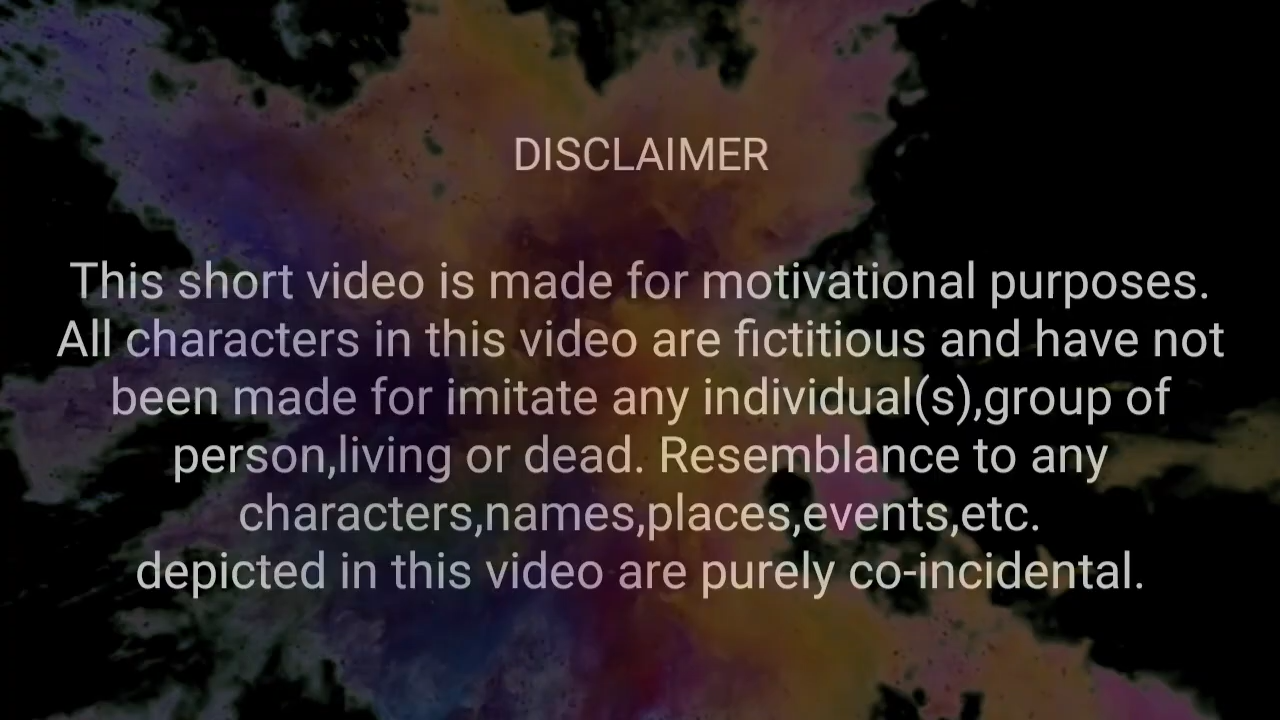 DISCLAIMER
This short video is made for motivational purposes.
All characters in this video are fictitious and have not
been made for imitate any individual(s),group of
person,living or dead. Resemblance to any
characters,names,places,events,etc.
depicted in this video are purely co-incidental.